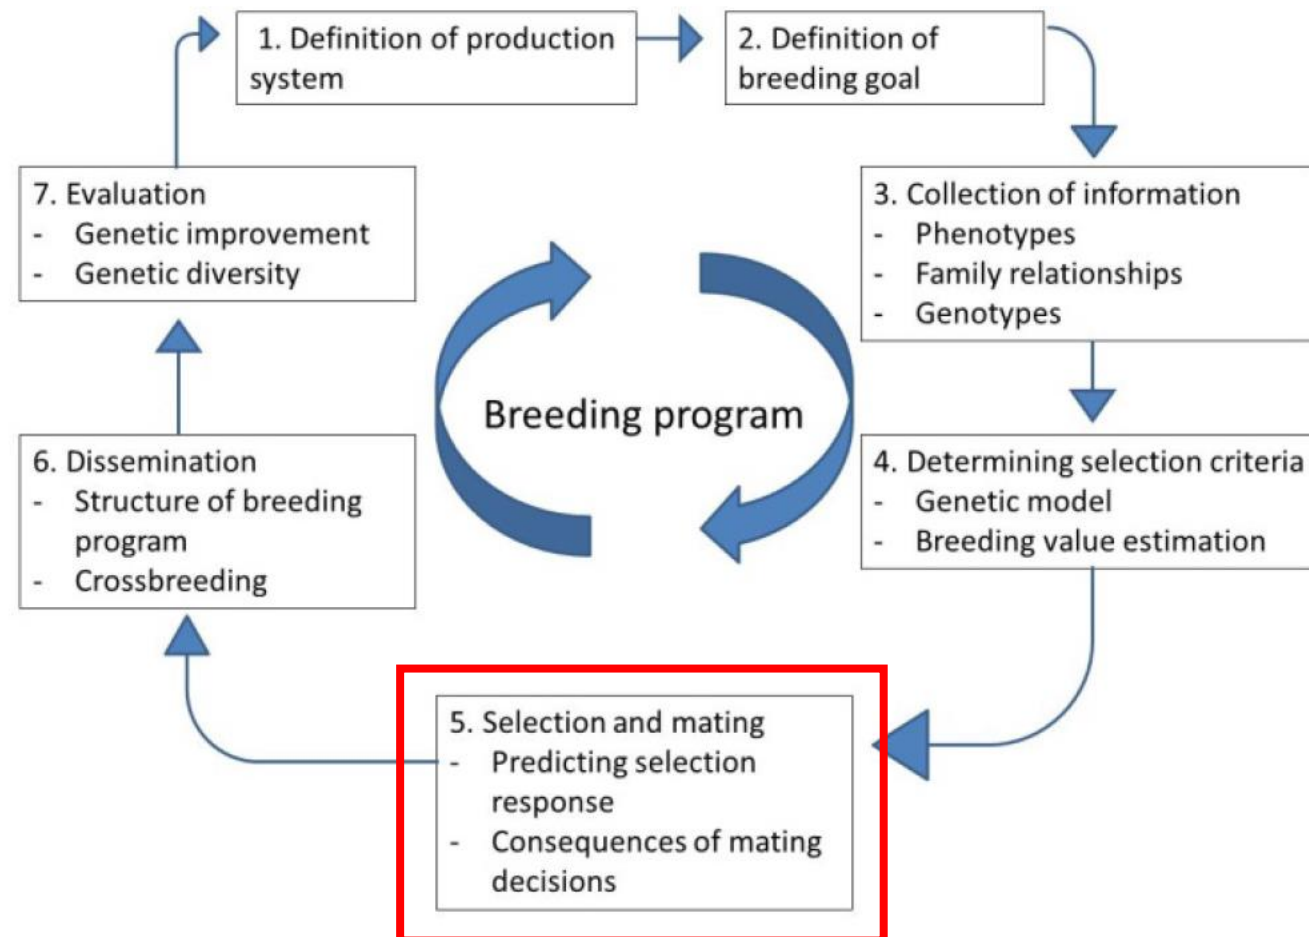 1. Definition of production
system
2. Definition of
breeding goal
3. Collection of information
- Phenotypes
- Family relationships
- Genotypes
4. Determining selection criteria
- Genetic model
- Breeding value estimation
5. Selection and mating
- Predicting selection
response
- Consequences of mating
decisions
6. Dissemination
- Structure of breeding
program
- Crossbreeding
7. Evaluation
- Genetic improvement
- Genetic diversity
Breeding program